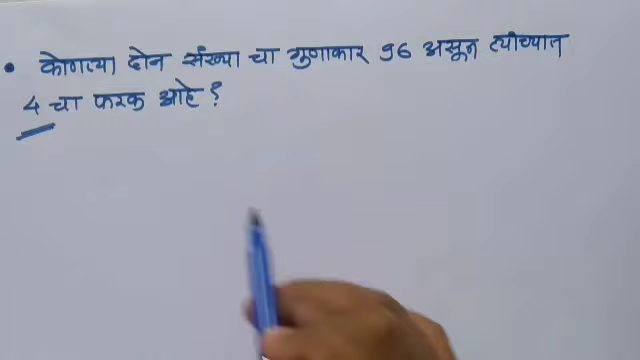 • कोणत्या दोन संख्या चा गुणाकार 96 असून त्यांच्यात
4 चा फरक आहे ?